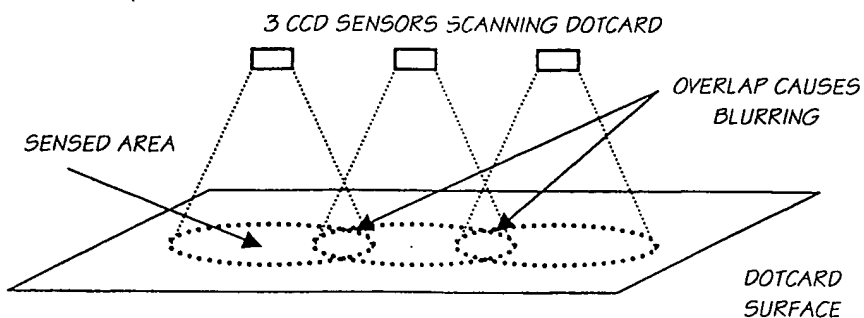 3 CCD SENSORS SCANNING DOTCARD
OVERLAP CAUSES
BLURRING
SENSED AREA
DOTCARD
SURFACE